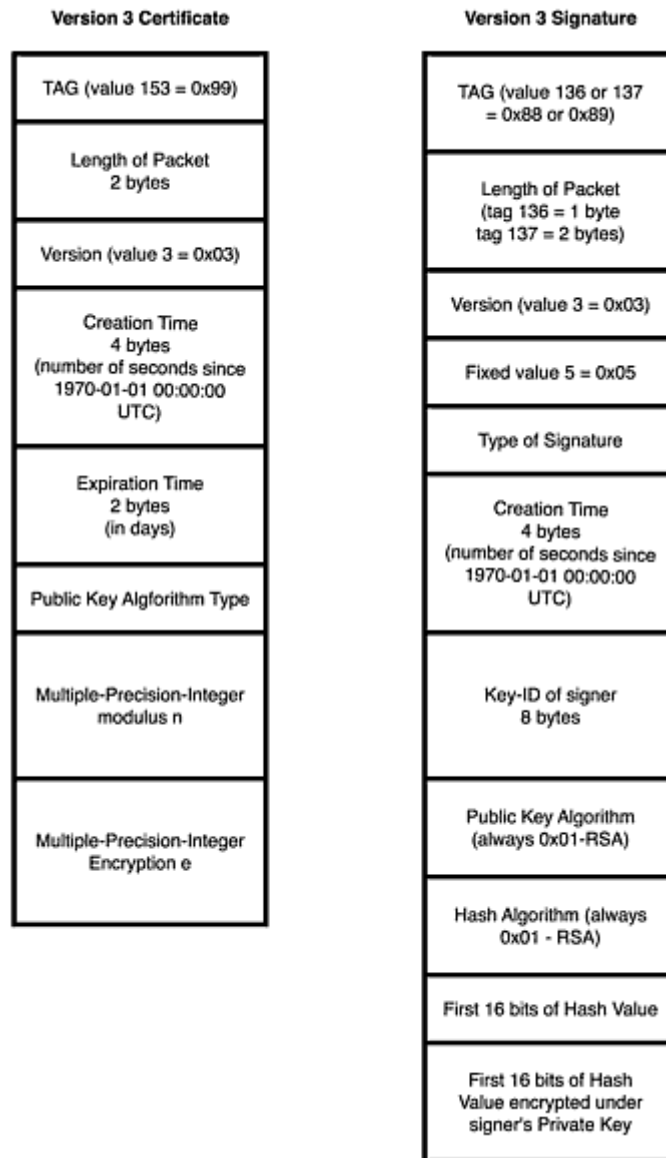 Version 3 Certificate
TAG (value 153 = 0x99)
Length of Packet
2 bytes
Version (value 3 = 0x03)
Creation Time
4 bytes
(number of seconds since
1970-01-01 00:00:00
UTC)
Expiration Time
2 bytes
(in days)
Public Key Algforithm Type
Multiple-Precision-Integer
modulus n
Multiple-Precision-Integer
Encryption e
Version 3 Signature
TAG (value 136 or 137
= 0x88 or 0x89)
Length of Packet
(tag 136 = 1 byte
tag 137 = 2 bytes)
Version (value 3 = 0x03)
Fixed value 5 = 0x05
Type of Signature
Creation Time
4 bytes
(number of seconds since
1970-01-01 00:00:00
UTC)
Key-ID of signer
8 bytes
Public Key Algorithm
(always 0x01-RSA)
Hash Algorithm (always
0x01 - RSA)
First 16 bits of Hash Value
First 16 bits of Hash
Value encrypted under
signer's Private Key